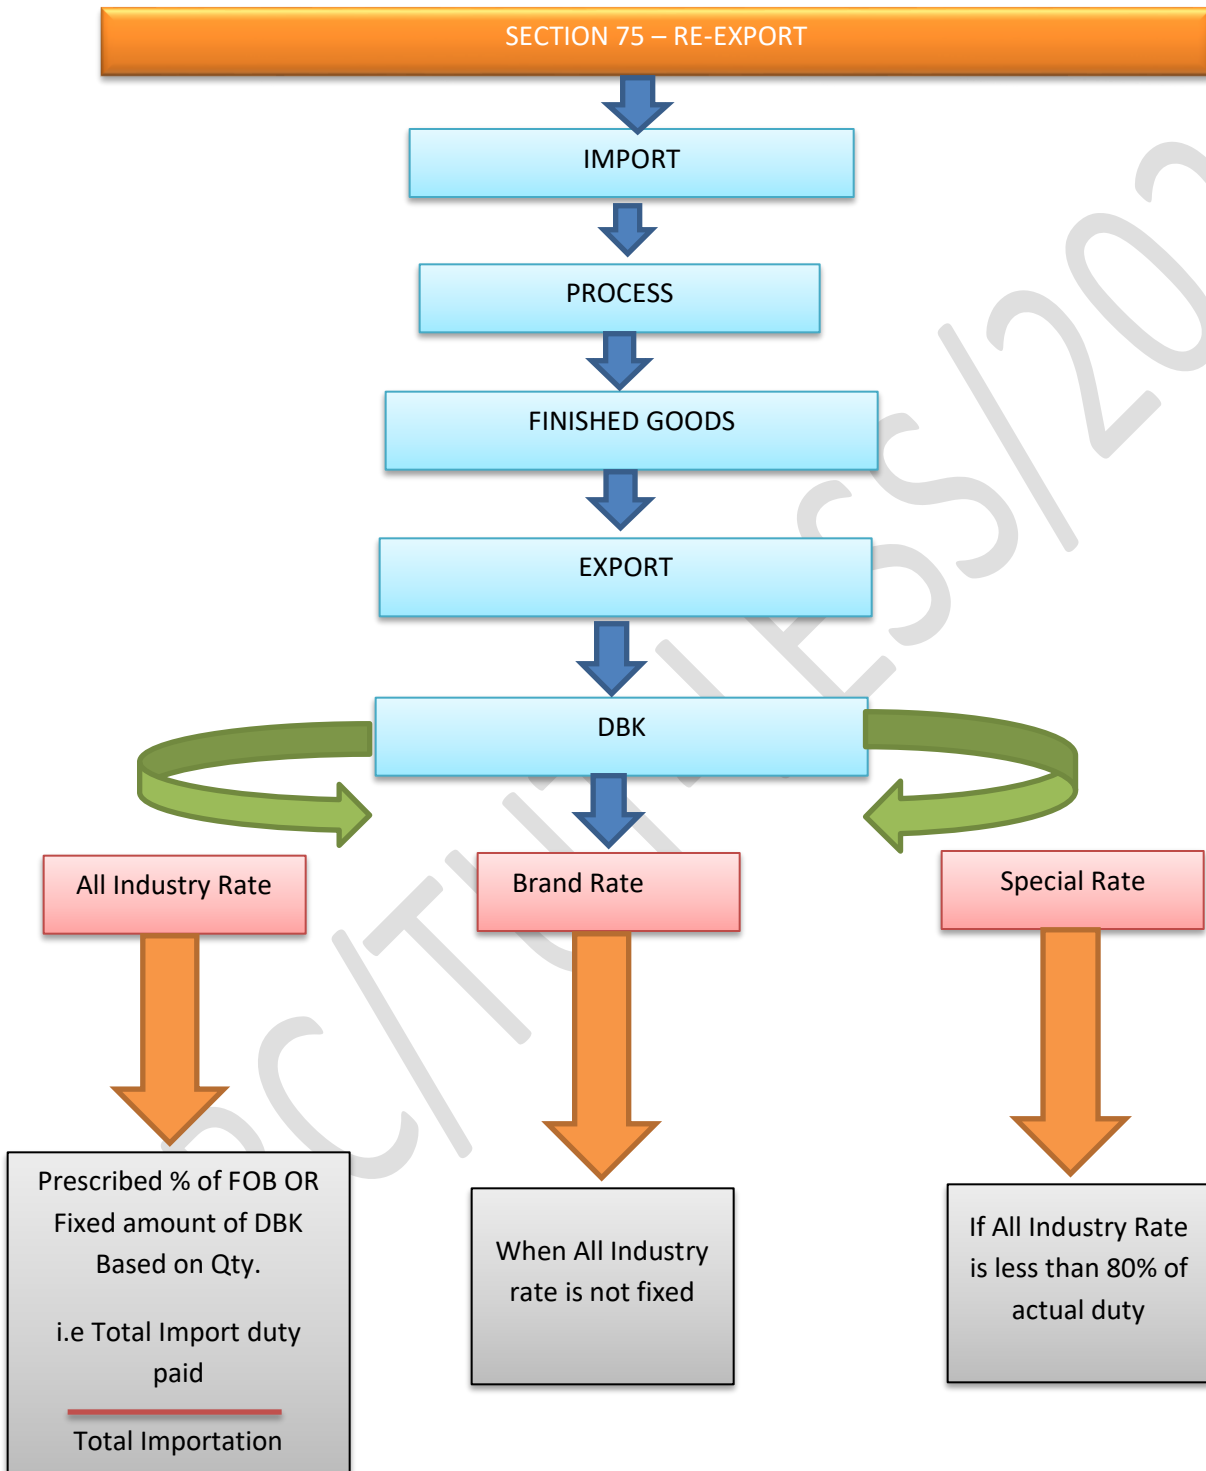 SECTION 75 – RE-EXPORT
IMPORT
PROCESS
FINISHED GOODS
EXPORT
DBK
All Industry Rate
Brand Rate
Special Rate
Prescribed % of FOB OR
Fixed amount of DBK
Based on Qty.
i.e Total Import duty
paid
Total Importation
When All Industry
rate is not fixed
If All Industry Rate
is less than 80% of
actual duty